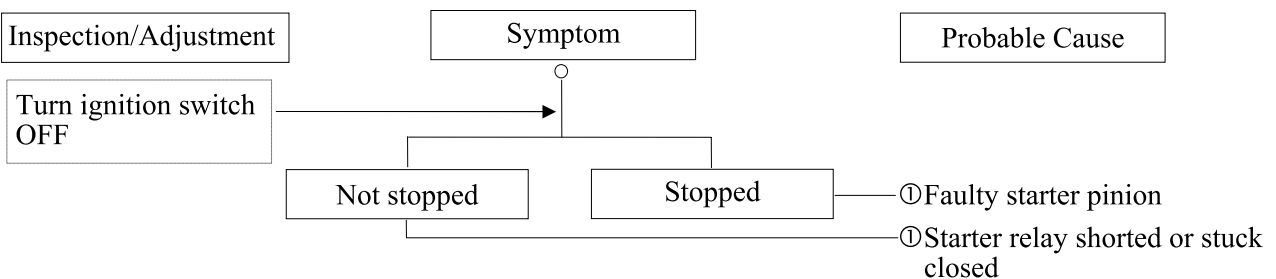 Inspection/Adjustment
Symptom
Probable Cause
Turn ignition switch
OFF
Not stopped
Stopped
①Faulty starter pinion
①Starter relay shorted or stuck
closed